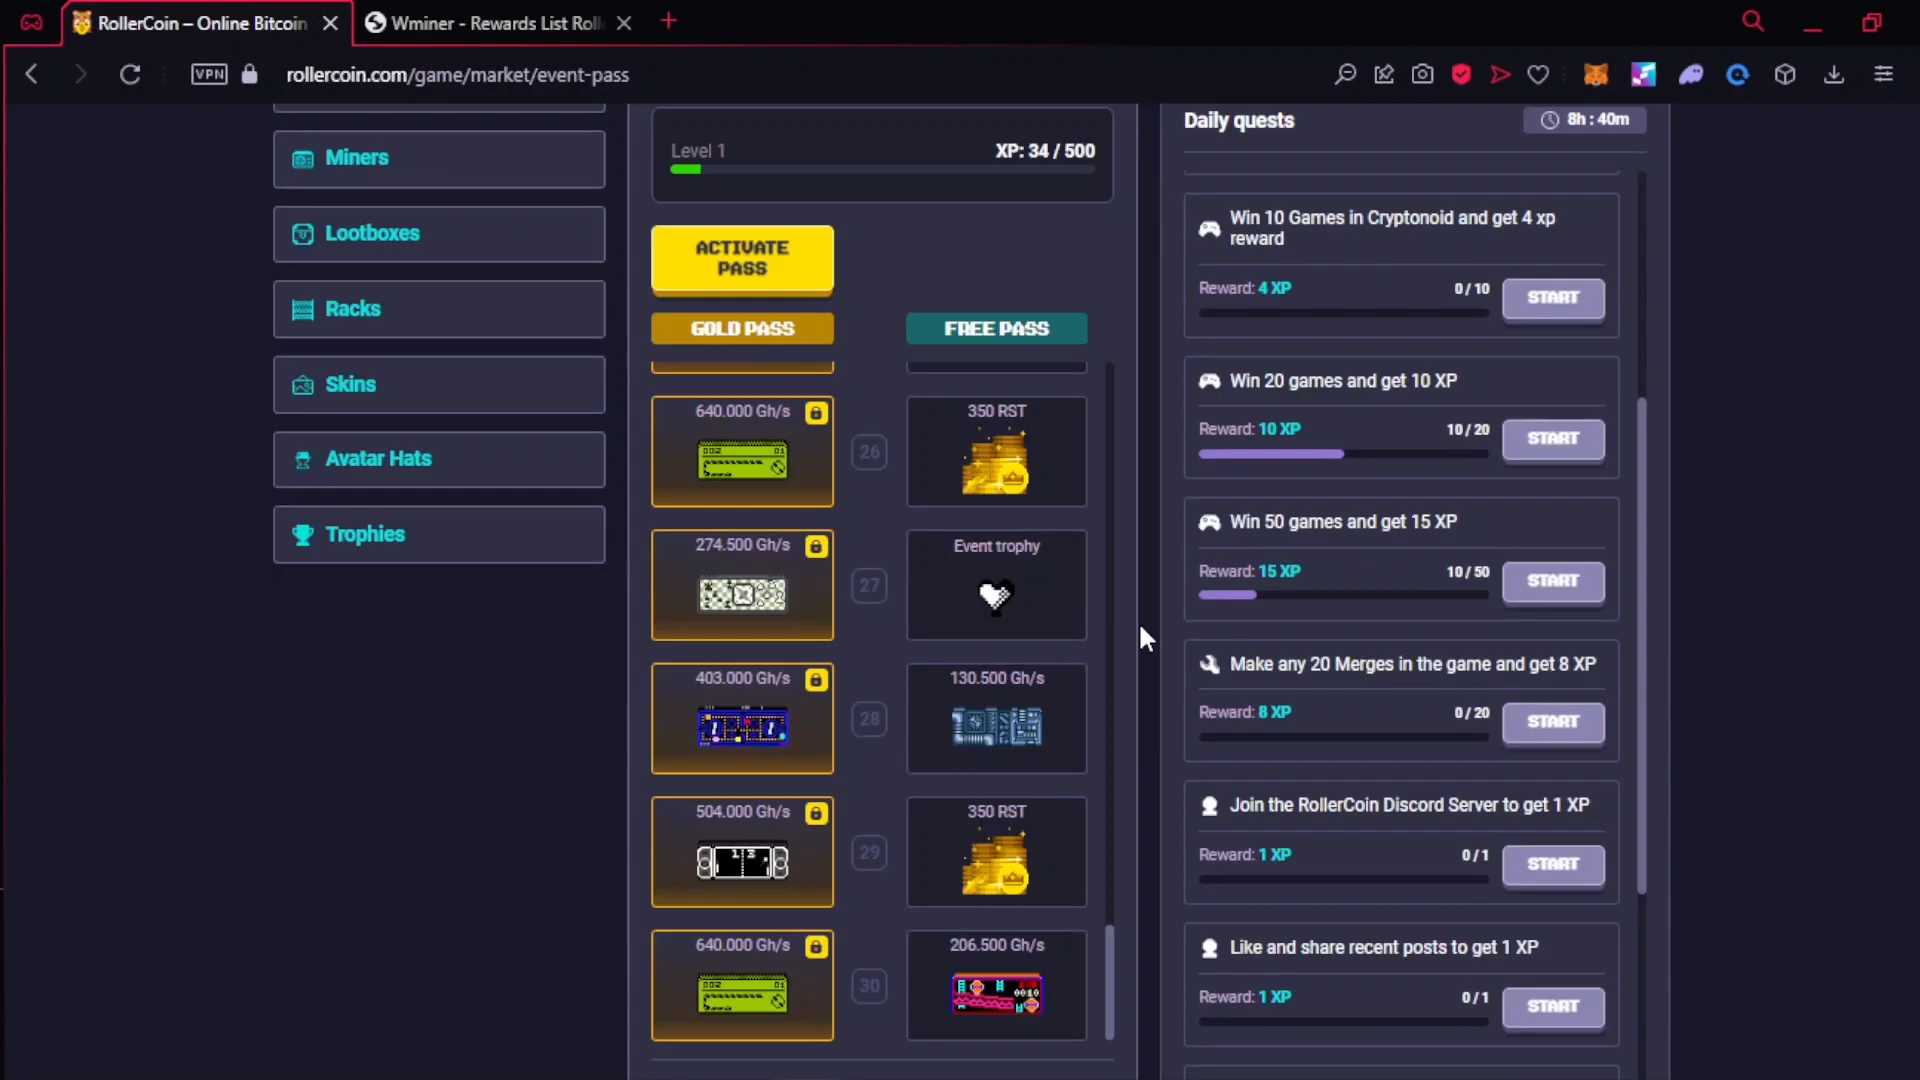 RollerCoin – Online Bitcoin
Wminer - Rewards List Roll
VPN
rollercoin.com/game/market/event-pass
Miners
Lootboxes
Racks
Skins
Avatar Hats
Trophies
Level 1
XP: 34 / 500
ACTIVATE
PASS
GOLD PASS
FREE PASS
640.000 Gh/s
26
350 RST
274.500 Gh/s
27
Event trophy
403.000 Gh/s
28
130.500 Gh/s
504.000 Gh/s
29
350 RST
640.000 Gh/s
30
206.500 Gh/s
Daily quests
8h : 40m
Win 10 Games in Cryptonoid and get 4 xp
reward
Reward: 4 XP
0 / 10
START
Win 20 games and get 10 XP
Reward: 10 XP
10 / 20
START
Win 50 games and get 15 XP
Reward: 15 XP
10 / 50
START
Make any 20 Merges in the game and get 8 XP
Reward: 8 XP
0 / 20
START
Join the RollerCoin Discord Server to get 1 XP
Reward: 1 XP
0 / 1
START
Like and share recent posts to get 1 XP
Reward: 1 XP
0 / 1
START